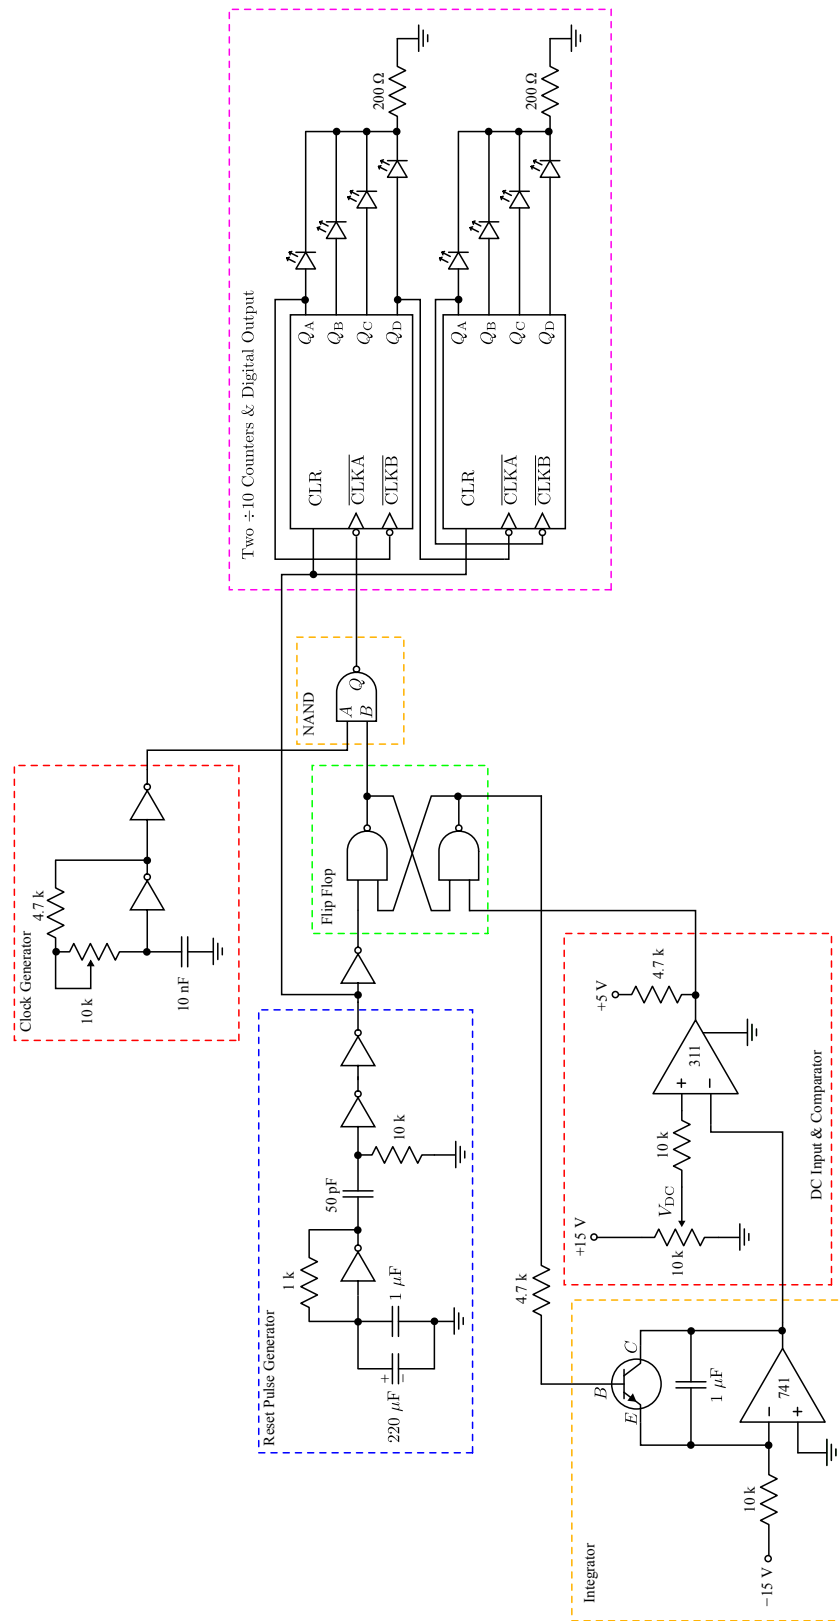 Clock Generator
4.7 k
10 k
10 nF
Reset Pulse Generator
1 k
220 μF
+
−
1 μF
50 pF
10 k
Flip Flop
NAND
A
B
Q
Two ÷10 Counters & Digital Output
CLR
CLKA
CLKB
QA
QB
QC
QD
200 Ω
CLR
CLKA
CLKB
QA
QB
QC
QD
200 Ω
Integrator
−15 V
10 k
−
+
741
E
B
C
1 μF
4.7 k
DC Input & Comparator
+15 V
10 k
VDC
10 k
+
−
311
+5 V
4.7 k